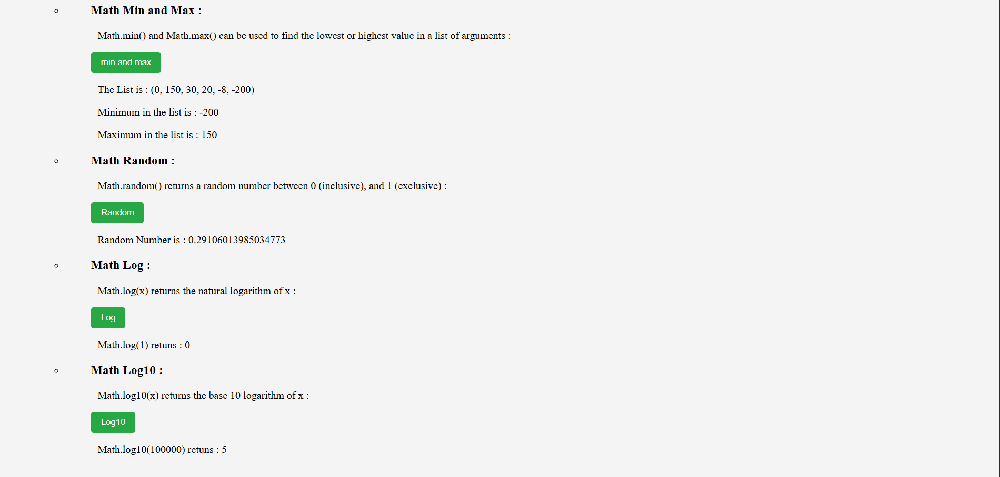 Math Min and Max :
Math.min() and Math.max() can be used to find the lowest or highest value in a list of arguments :
min and max
The List is : (0, 150, 30, 20, -8, -200)
Minimum in the list is : -200
Maximum in the list is : 150
Math Random :
Math.random() returns a random number between 0 (inclusive), and 1 (exclusive) :
Random
Random Number is : 0.29106013985034773
Math Log :
Math.log(x) returns the natural logarithm of x :
Log
Math.log(1) retuns : 0
Math Log10 :
Math.log10(x) returns the base 10 logarithm of x :
Log10
Math.log10(100000) retuns : 5